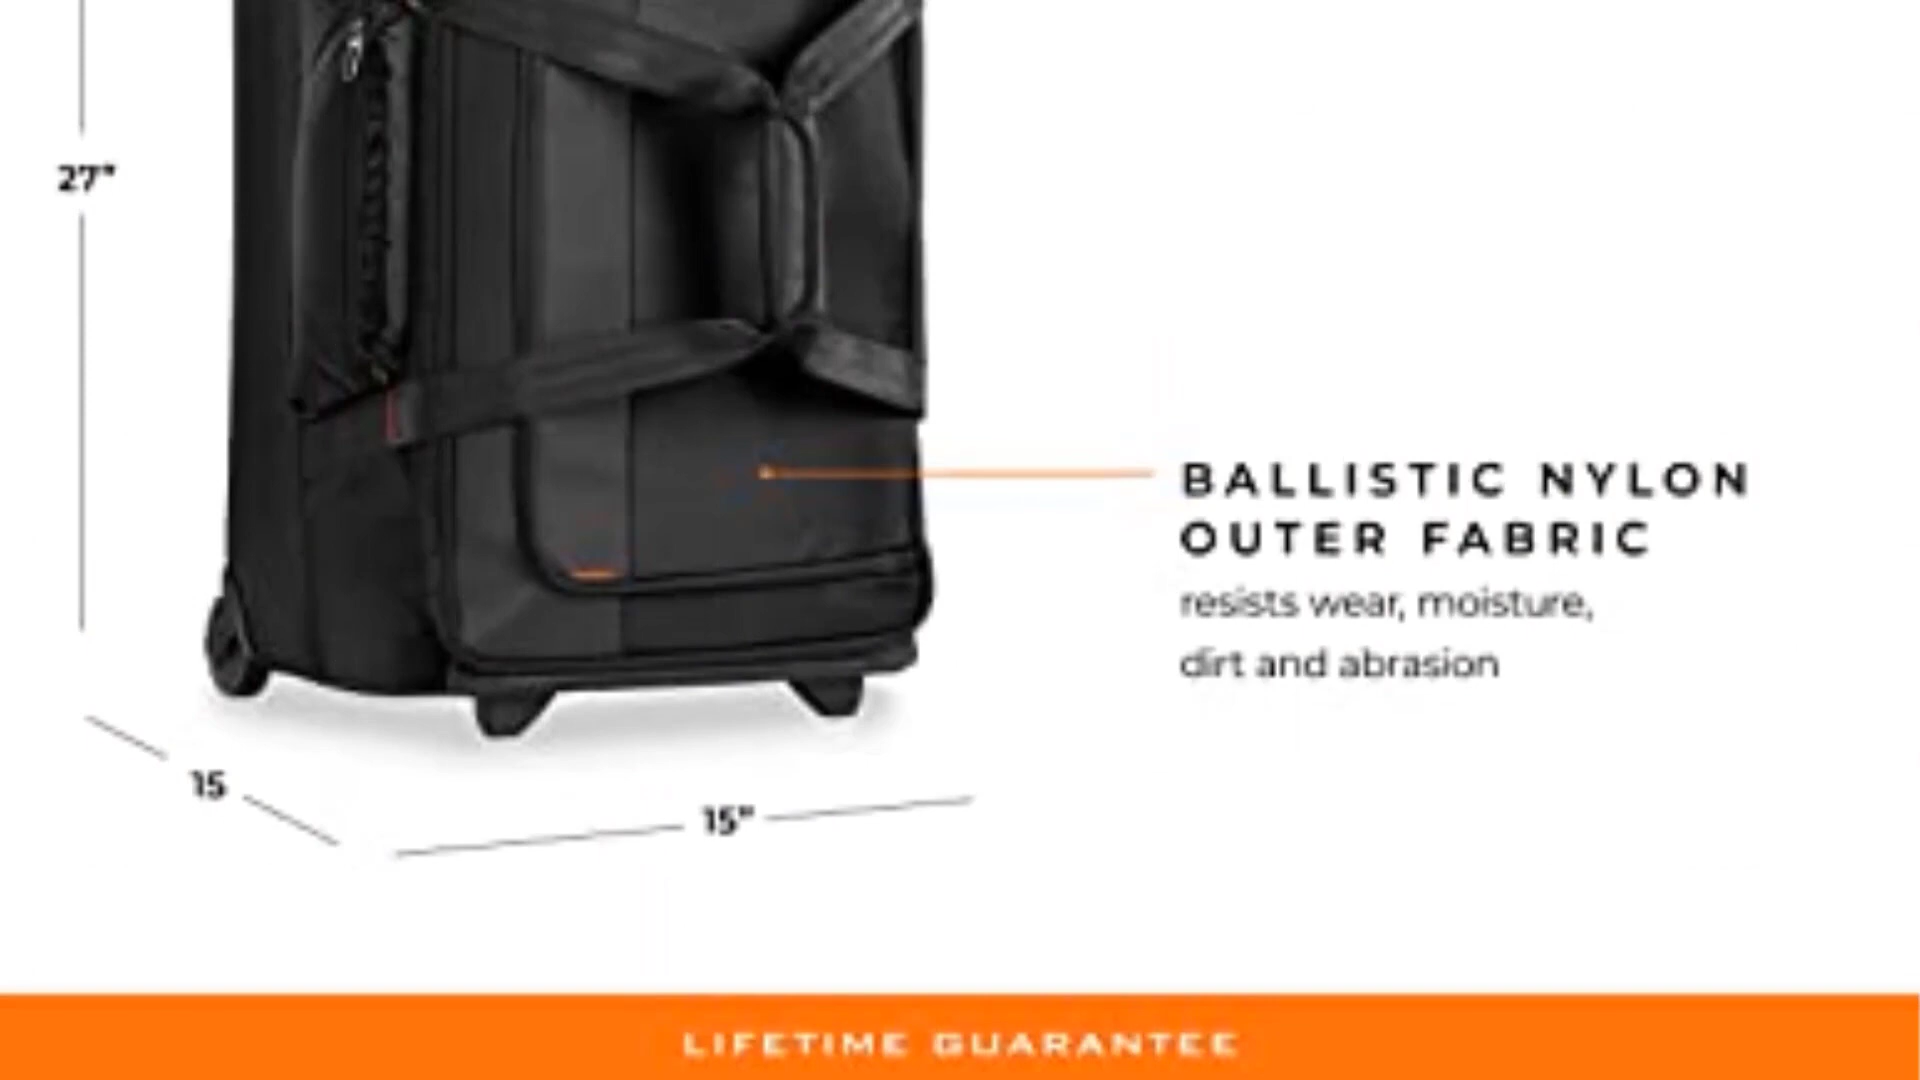 27"
BALLISTIC NYLON
OUTER FABRIC
resists wear, moisture,
dirt and abrasion
15
15"
LIFETIME GUARANTEE